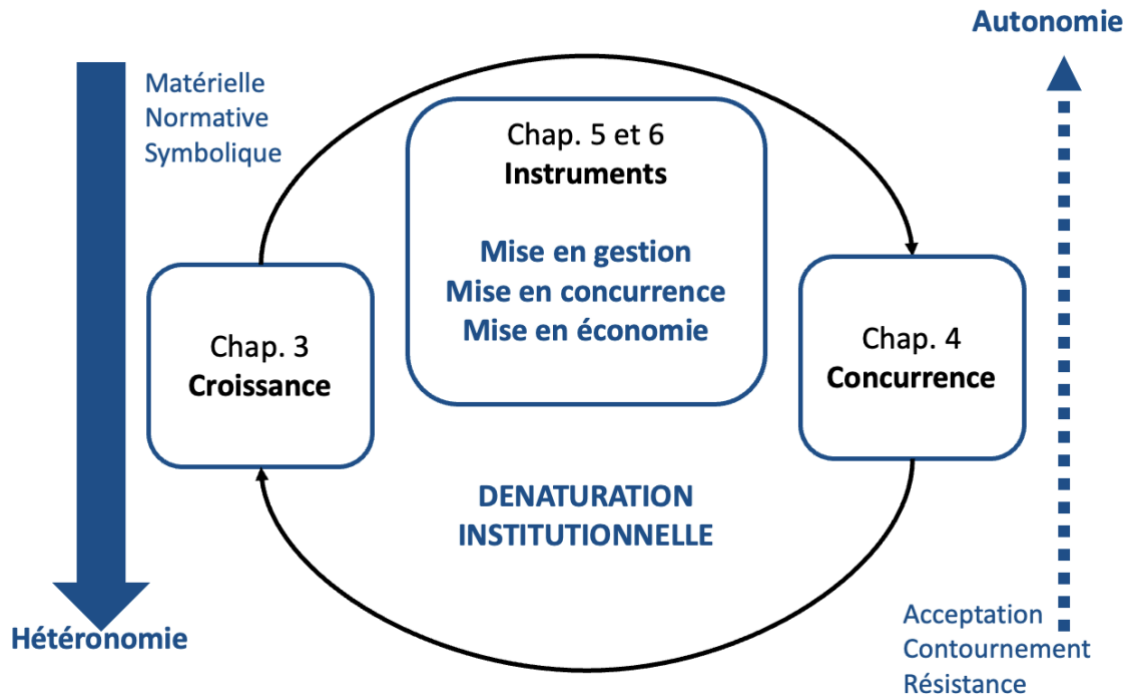 Autonomie
Matérielle
Normative
Symbolique
Chap. 5 et 6
Instruments
Mise en gestion
Mise en concurrence
Mise en économie
Chap. 3
Croissance
Chap. 4
Concurrence
DENATURATION
INSTITUTIONNELLE
Hétéronomie
Acceptation
Contournement
Résistance